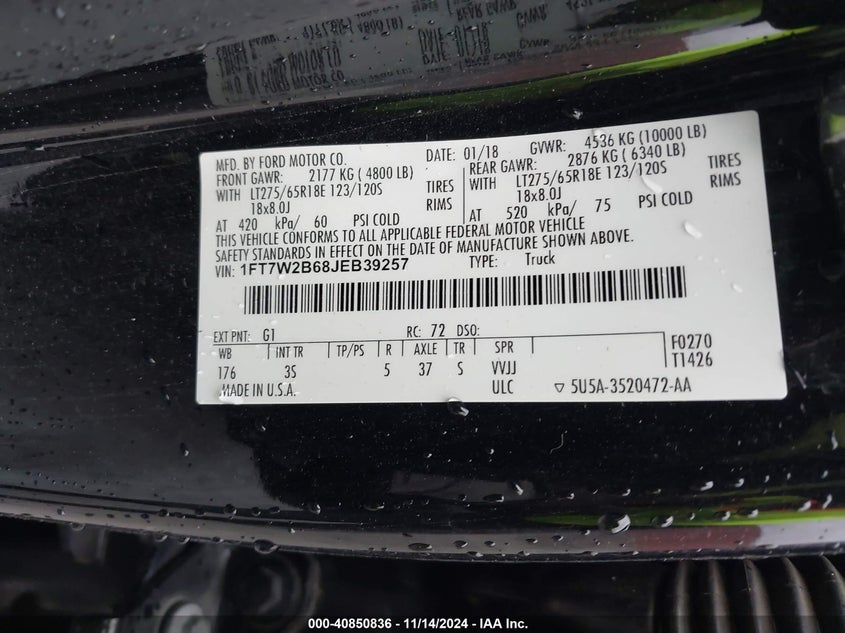 MFD. BY FORD MOTOR CO.
DATE: 01/18
GVWR: 4536 KG (10000 LB)
FRONT GAWR: 2177 KG ( 4800 LB)
REAR GAWR: 2876 KG ( 6340 LB)
WITH LT275/65R18E 123/120S TIRES
WITH LT275/65R18E 123/120S TIRES
18x8.0J RIMS
18x8.0J RIMS
AT 420 kPa/ 60 PSI COLD
AT 520 kPa/ 75 PSI COLD
THIS VEHICLE CONFORMS TO ALL APPLICABLE FEDERAL MOTOR VEHICLE
SAFETY STANDARDS IN EFFECT ON THE DATE OF MANUFACTURE SHOWN ABOVE.
VIN: 1FT7W2B68JEB39257 TYPE: Truck
EXT PNT: G1 RC: 72 DSO:
F0270
WB INT TR TP/PS R AXLE TR SPR
T1426
176 3S 5 37 S VVJJ
MADE IN U.S.A. ULC ▽ 5U5A-3520472-AA
000-40850836 - 11/14/2024 - IAA Inc.